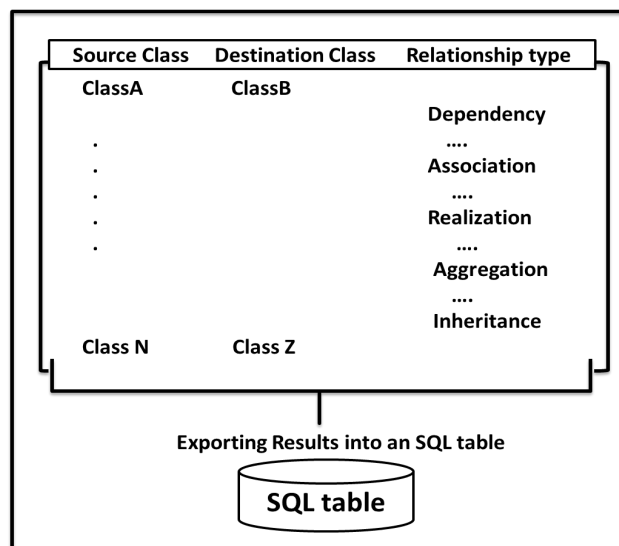 Source Class Destination Class Relationship type
ClassA ClassB
Dependency
. ....
. Association
. ....
. Realization
. ....
Aggregation
....
Inheritance
Class N Class Z
Exporting Results into an SQL table
SQL table